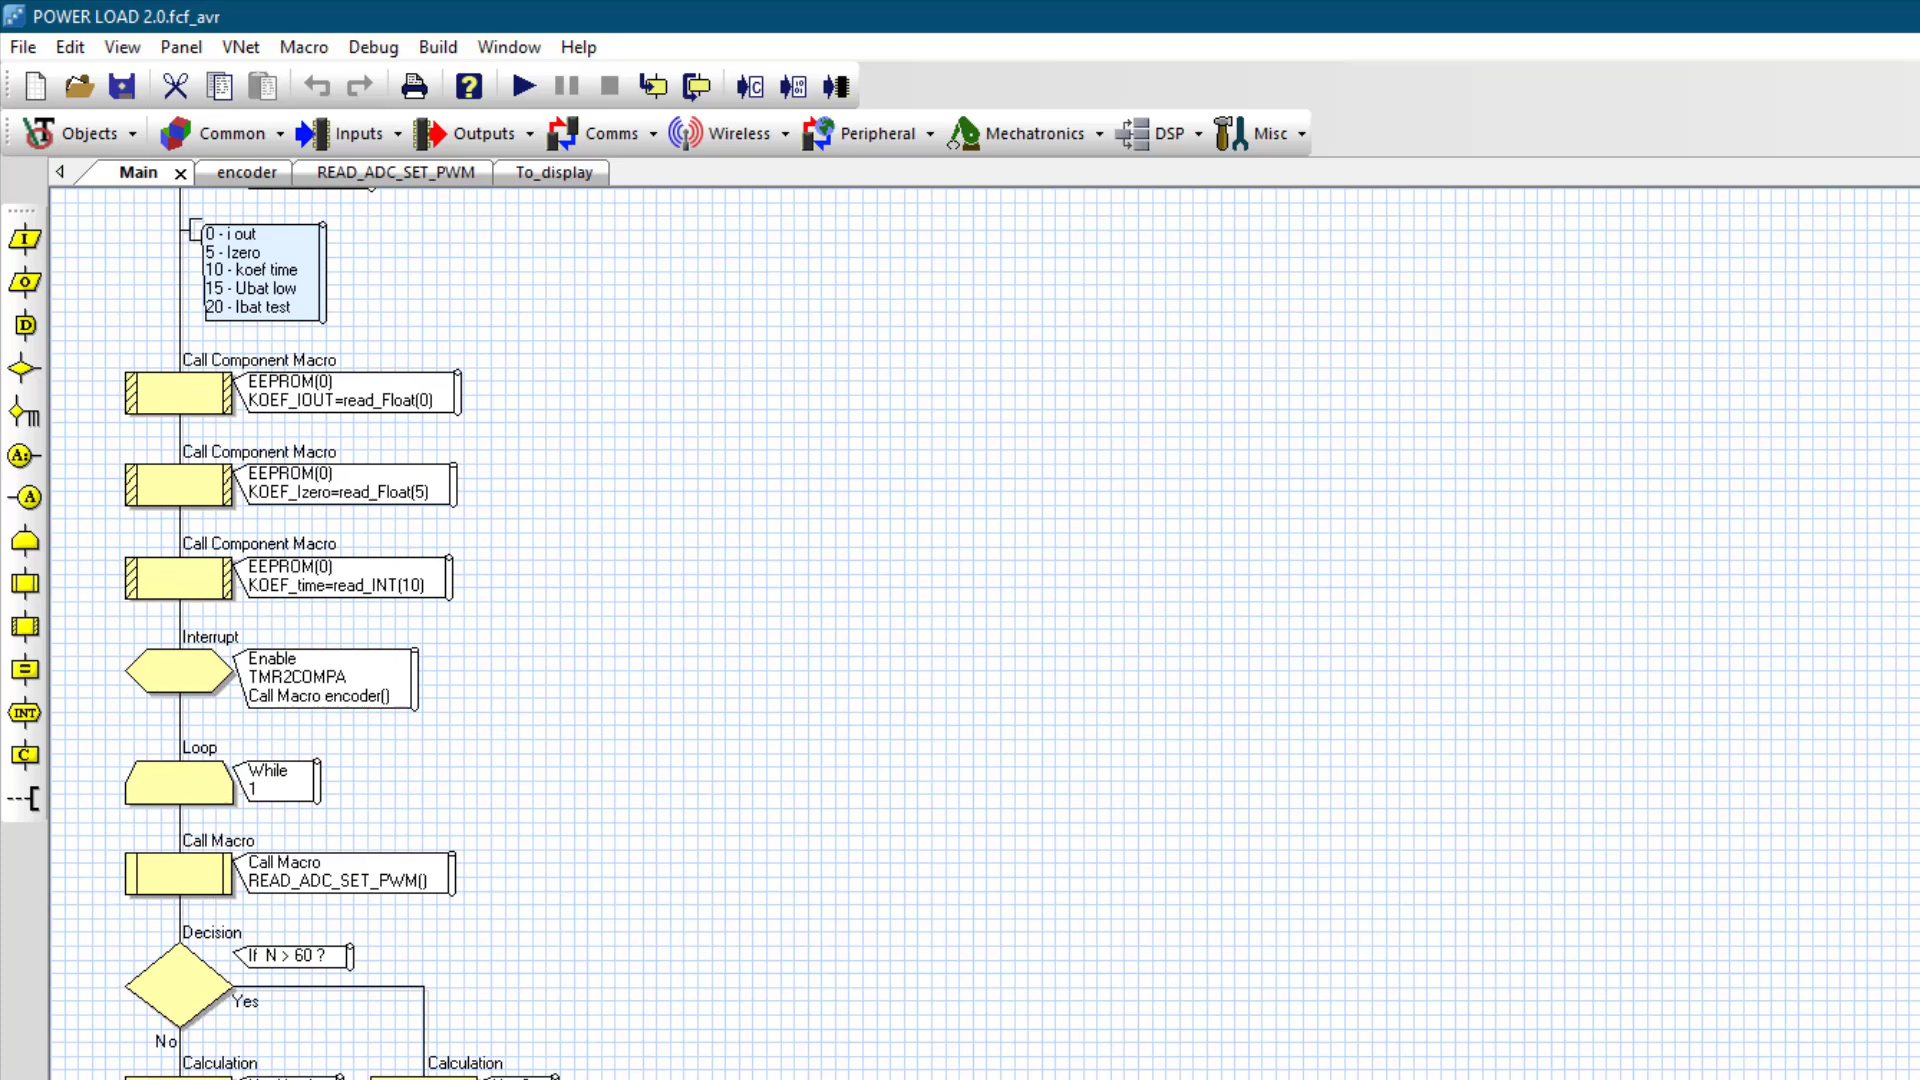 POWER LOAD 2.0.fcf_avr
File Edit View Panel VNet Macro Debug Build Window Help
Objects Common Inputs Outputs Comms Wireless Peripheral Mechatronics DSP Misc
Main encoder READ_ADC_SET_PWM To_display
0 - i out
5 - Izero
10 - koef time
15 - Ubat low
20 - Ibat test
Call Component Macro
EEPROM(0)
KOEF_IOUT=read_Float(0)
Call Component Macro
EEPROM(0)
KOEF_Izero=read_Float(5)
Call Component Macro
EEPROM(0)
KOEF_time=read_INT(10)
Interrupt
Enable
TMR2COMPA
Call Macro encoder()
Loop
While
1
Call Macro
Call Macro
READ_ADC_SET_PWM()
Decision
If N > 60 ?
Yes
No
Calculation Calculation